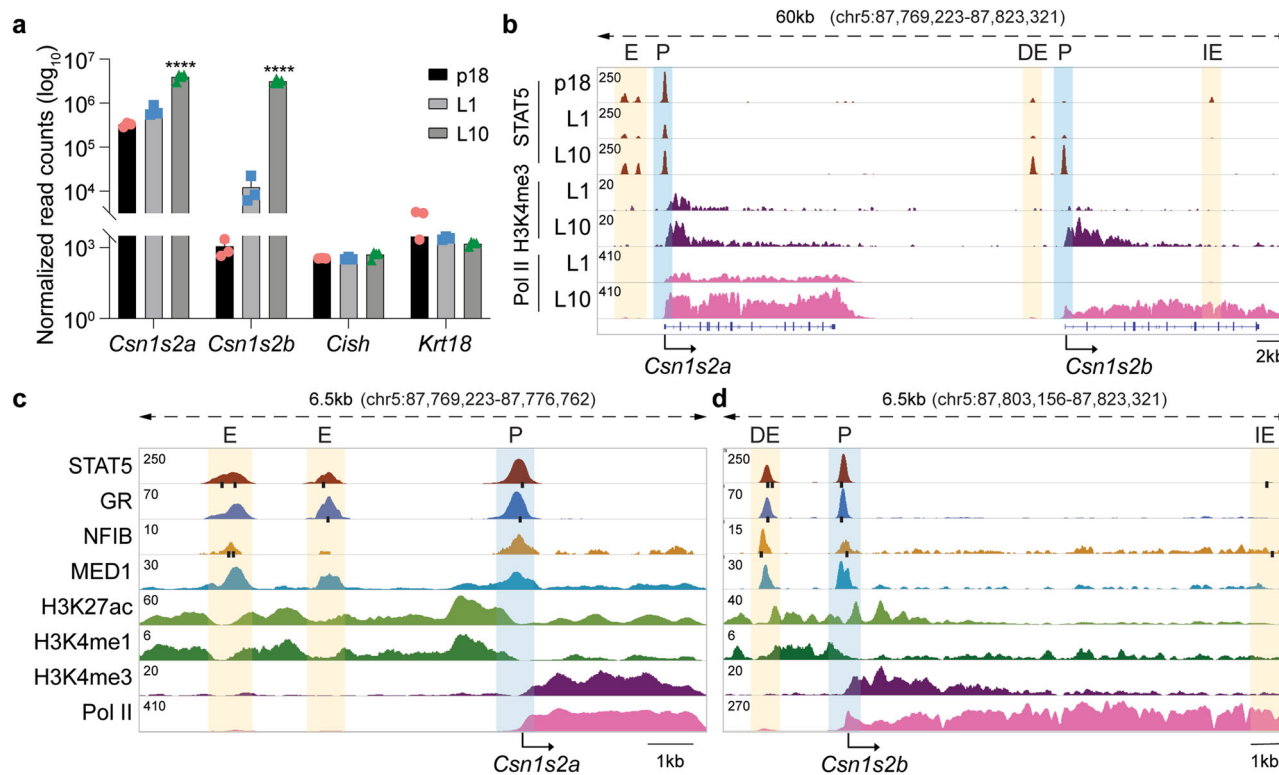 a
Normalized read counts (log10)
10^7
10^6
10^5
10^4
10^3
10^0
**** ****
p18
L1
L10
Csn1s2a Csn1s2b Cish Krt18
b
60kb (chr5:87,769,223-87,823,321)
E P DE P IE
STAT5
p18 250
L1 250
L10 250
H3K4me3
L1 20
L10 20
Pol II
L1 410
L10 410
Csn1s2a Csn1s2b
2kb
c
6.5kb (chr5:87,769,223-87,776,762)
E E P
STAT5 250
GR 70
NFIB 10
MED1 30
H3K27ac 60
H3K4me1 6
H3K4me3 20
Pol II 410
Csn1s2a
1kb
d
6.5kb (chr5:87,803,156-87,823,321)
DE P IE
250
70
15
30
40
6
20
270
Csn1s2b
1kb